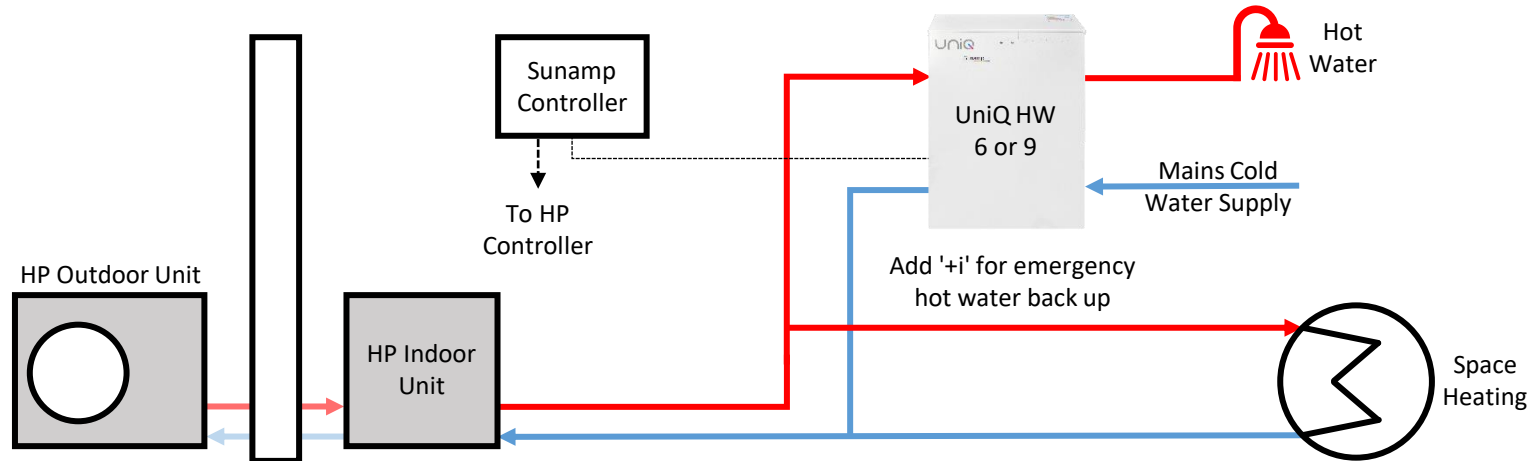 UniQ
Sunamp
Controller
Hot
Water
UniQ HW
6 or 9
Mains Cold
Water Supply
To HP
Controller
HP Outdoor Unit
Add '+i' for emergency
hot water back up
HP Indoor
Unit
Space
Heating